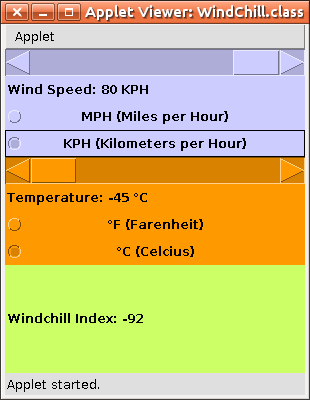 Applet Viewer: WindChill.class
Applet
Wind Speed: 80 KPH
MPH (Miles per Hour)
KPH (Kilometers per Hour)
Temperature: -45 °C
°F (Farenheit)
°C (Celcius)
Windchill Index: -92
Applet started.